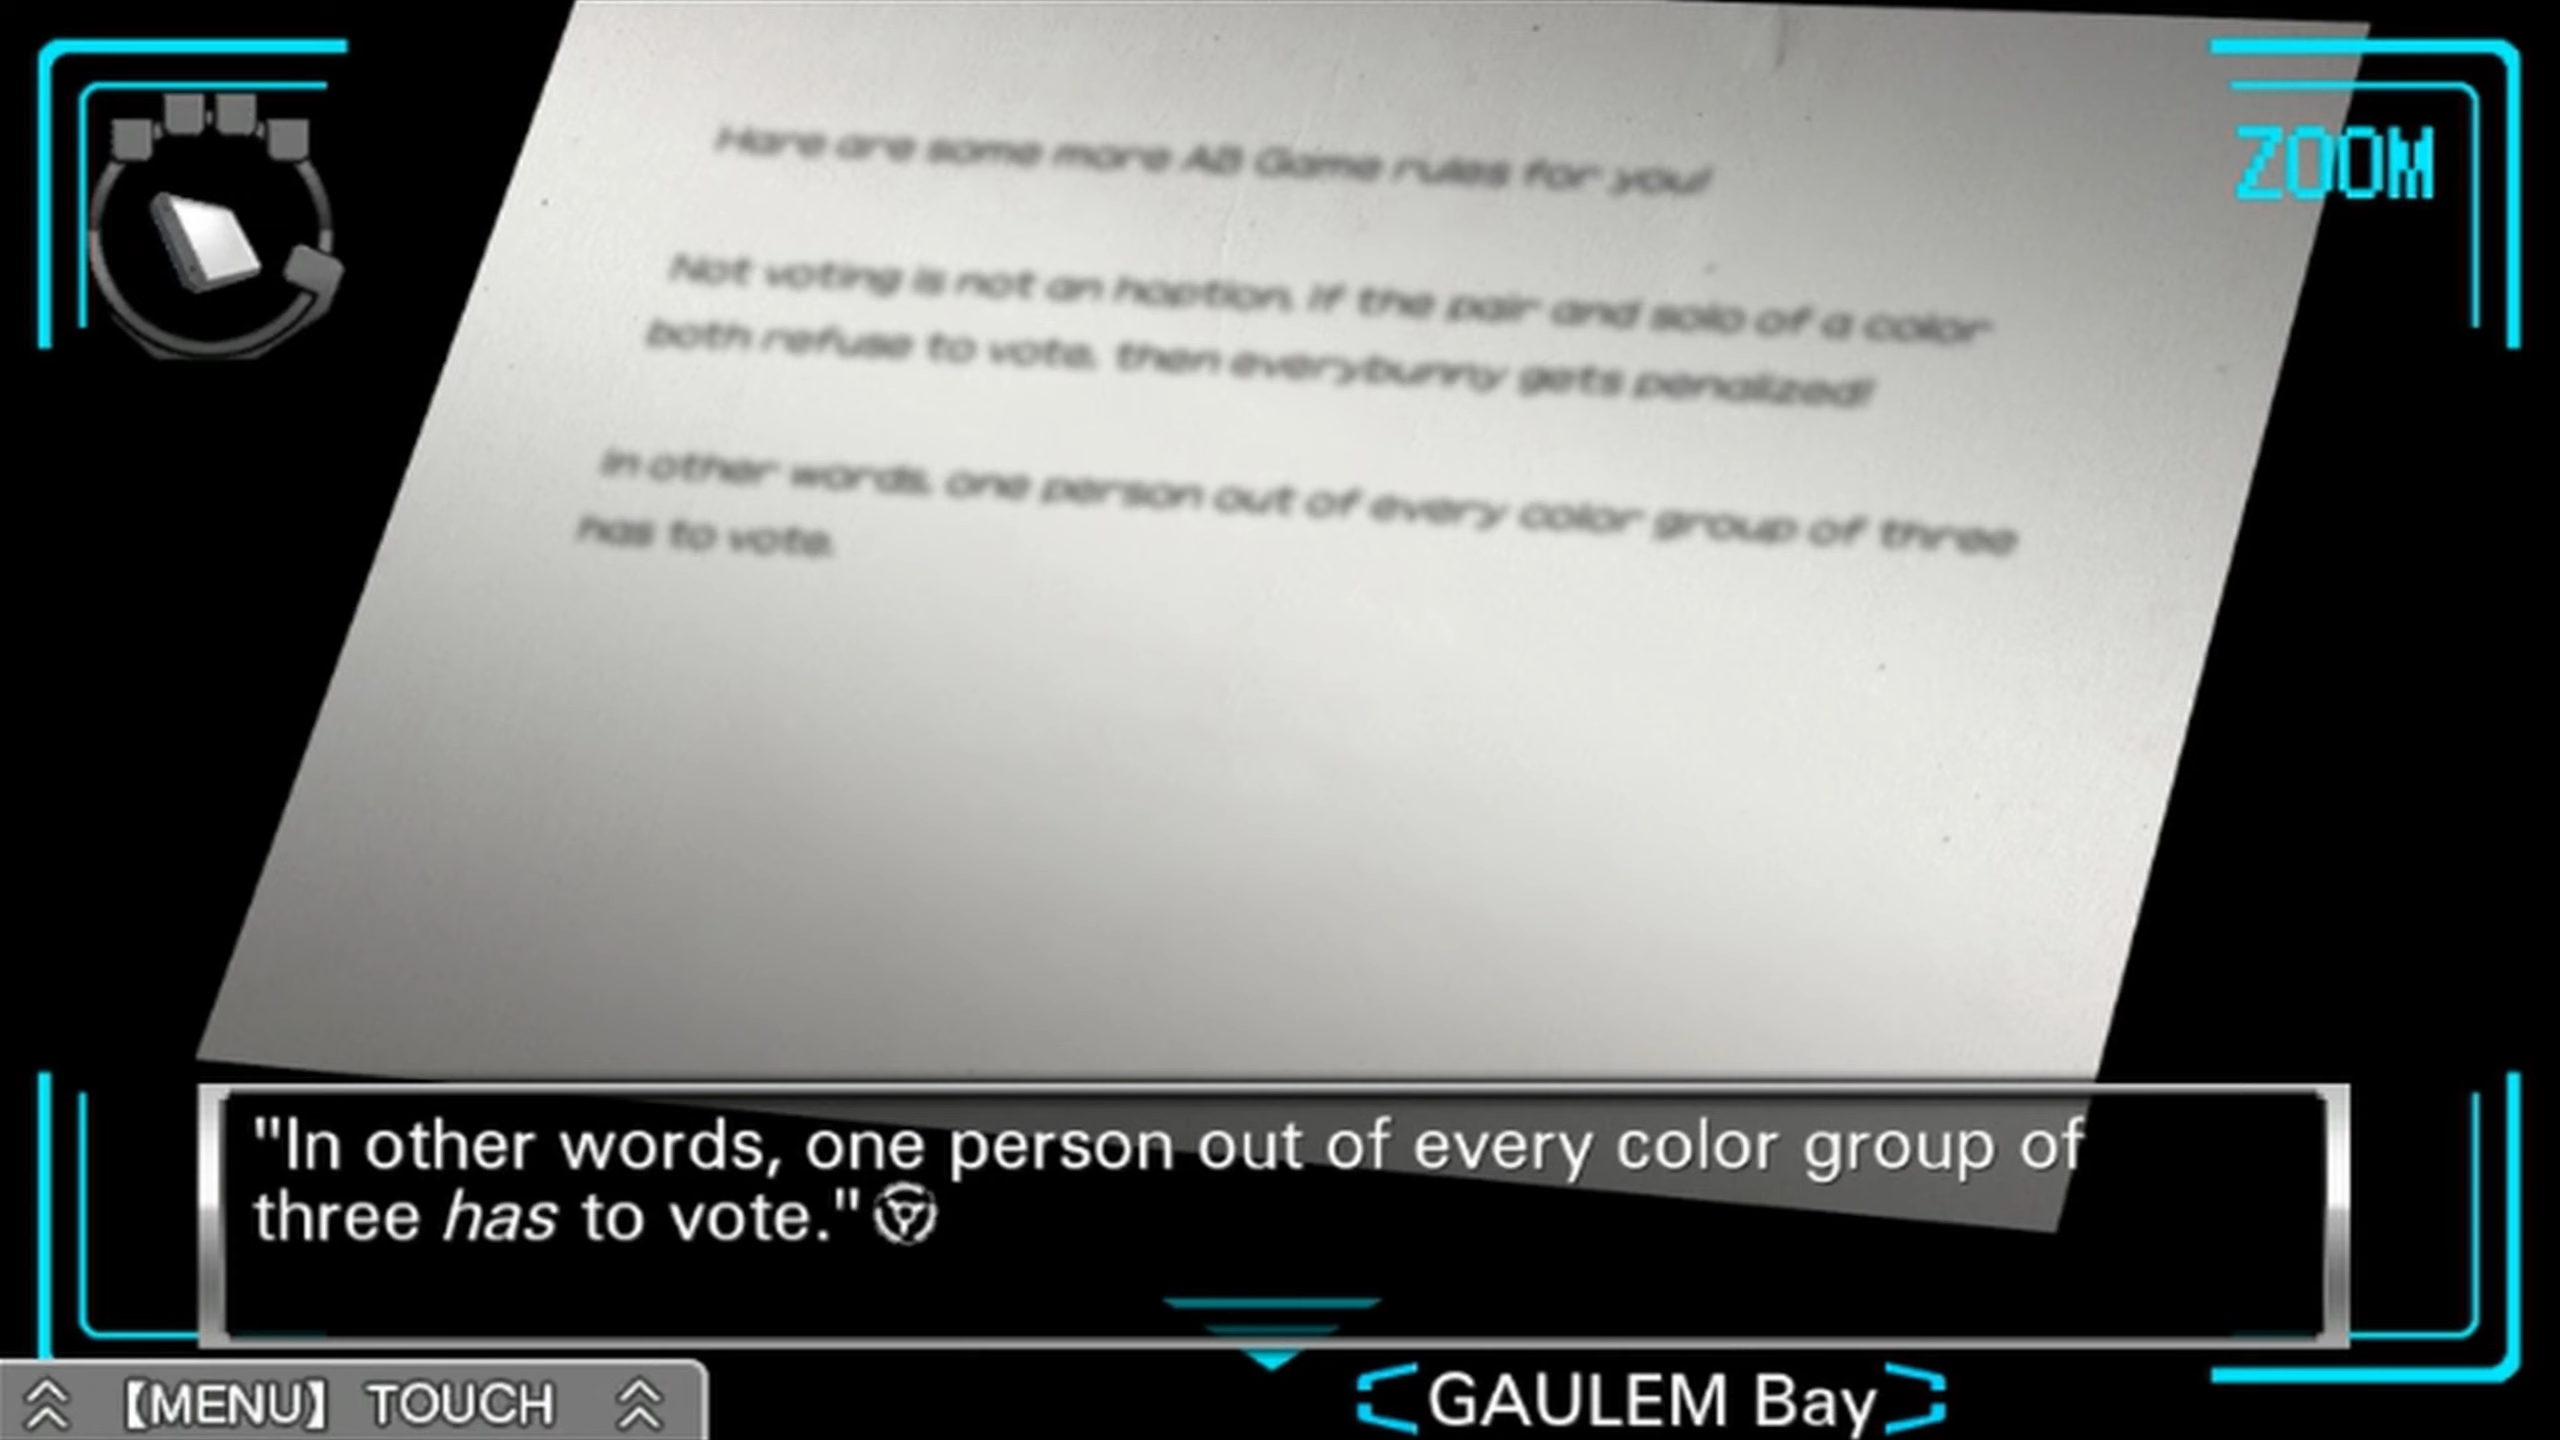 ZOOM
Hare are some more AB Game rules for you!
Not voting is not an hoption. If the pair and solo of a color
both refuse to vote, then everybunny gets penalized!
In other words, one person out of every color group of three
has to vote.
"In other words, one person out of every color group of
three has to vote."
【MENU】 TOUCH
GAULEM Bay